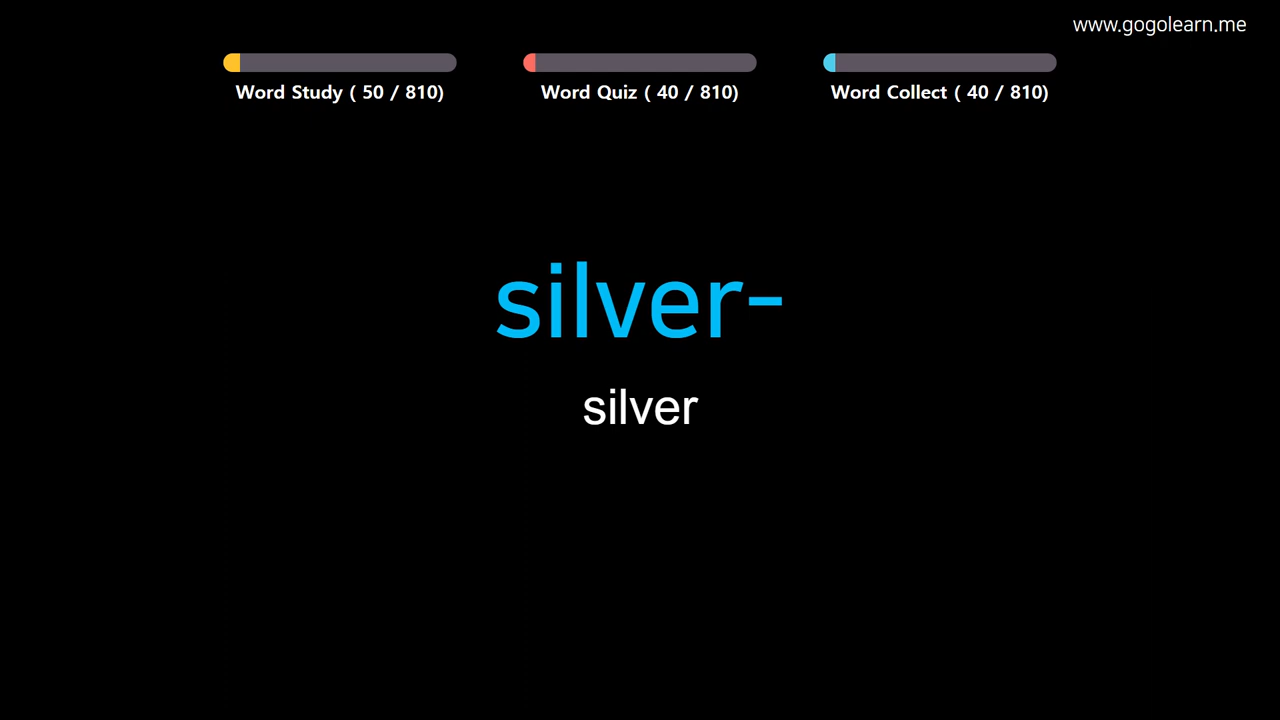 www.gogolearn.me
Word Study ( 50 / 810)
Word Quiz ( 40 / 810)
Word Collect ( 40 / 810)
silver-
silver